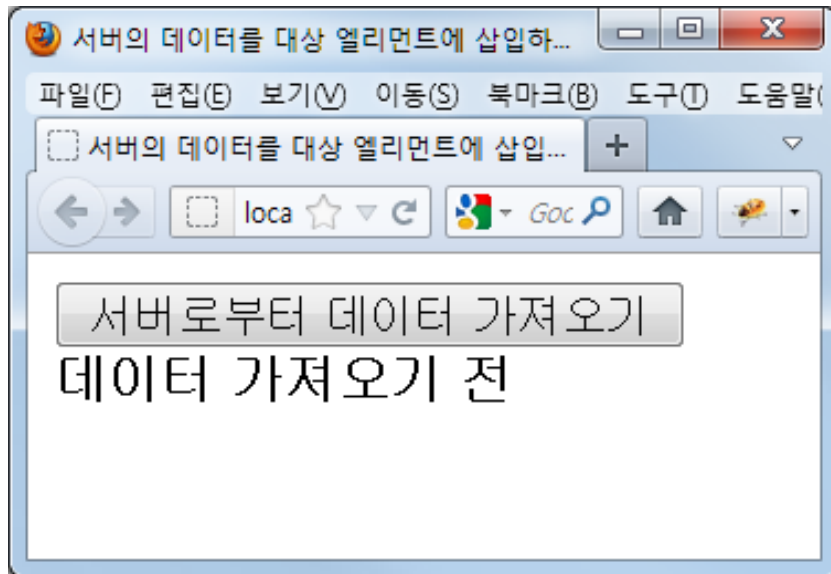 서버의 데이터를 대상 엘리먼트에 삽입하...
파일(F) 편집(E) 보기(V) 이동(S) 북마크(B) 도구(T) 도움말(
서버의 데이터를 대상 엘리먼트에 삽입...
loca Goo
서버로부터 데이터 가져오기
데이터 가져오기 전